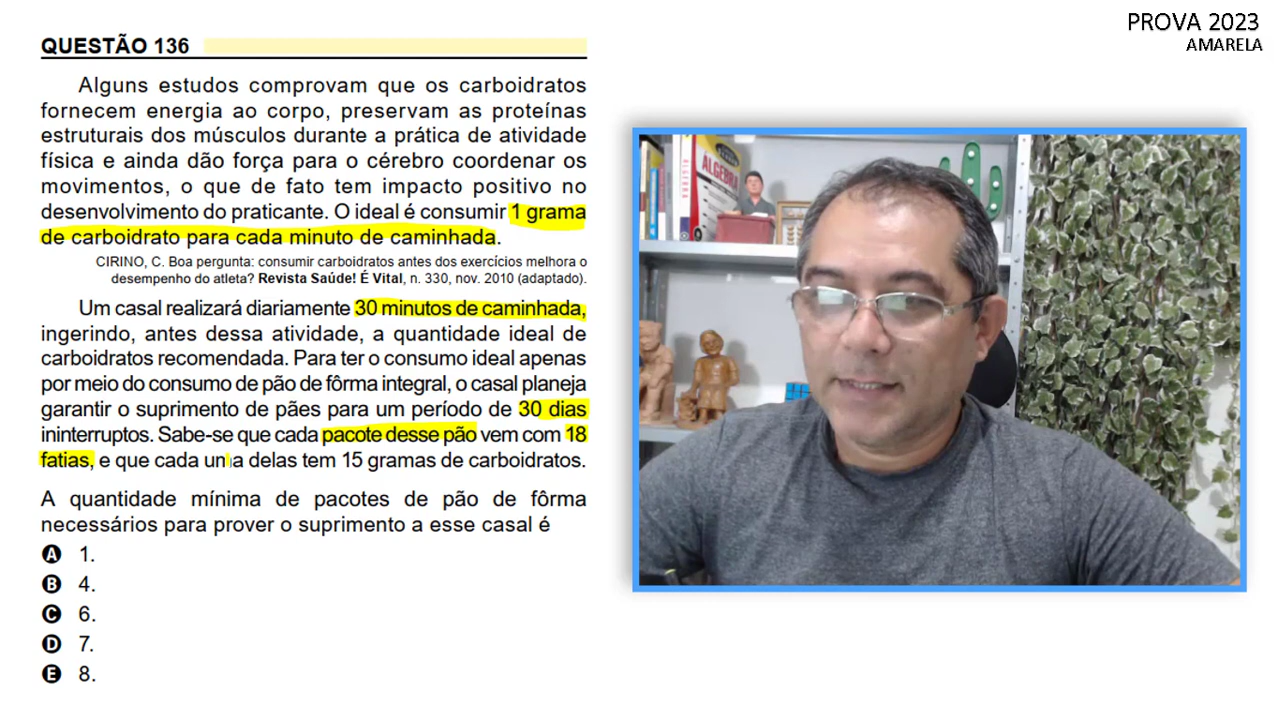 PROVA 2023
AMARELA
QUESTÃO 136
Alguns estudos comprovam que os carboidratos
fornecem energia ao corpo, preservam as proteínas
estruturais dos músculos durante a prática de atividade
física e ainda dão força para o cérebro coordenar os
movimentos, o que de fato tem impacto positivo no
desenvolvimento do praticante. O ideal é consumir 1 grama
de carboidrato para cada minuto de caminhada.
CIRINO, C. Boa pergunta: consumir carboidratos antes dos exercícios melhora o
desempenho do atleta? Revista Saúde! É Vital, n. 330, nov. 2010 (adaptado).
Um casal realizará diariamente 30 minutos de caminhada,
ingerindo, antes dessa atividade, a quantidade ideal de
carboidratos recomendada. Para ter o consumo ideal apenas
por meio do consumo de pão de fôrma integral, o casal planeja
garantir o suprimento de pães para um período de 30 dias
ininterruptos. Sabe-se que cada pacote desse pão vem com 18
fatias, e que cada uma delas tem 15 gramas de carboidratos.
A quantidade mínima de pacotes de pão de fôrma
necessários para prover o suprimento a esse casal é
A 1.
B 4.
C 6.
D 7.
E 8.
ÁLGEBRA